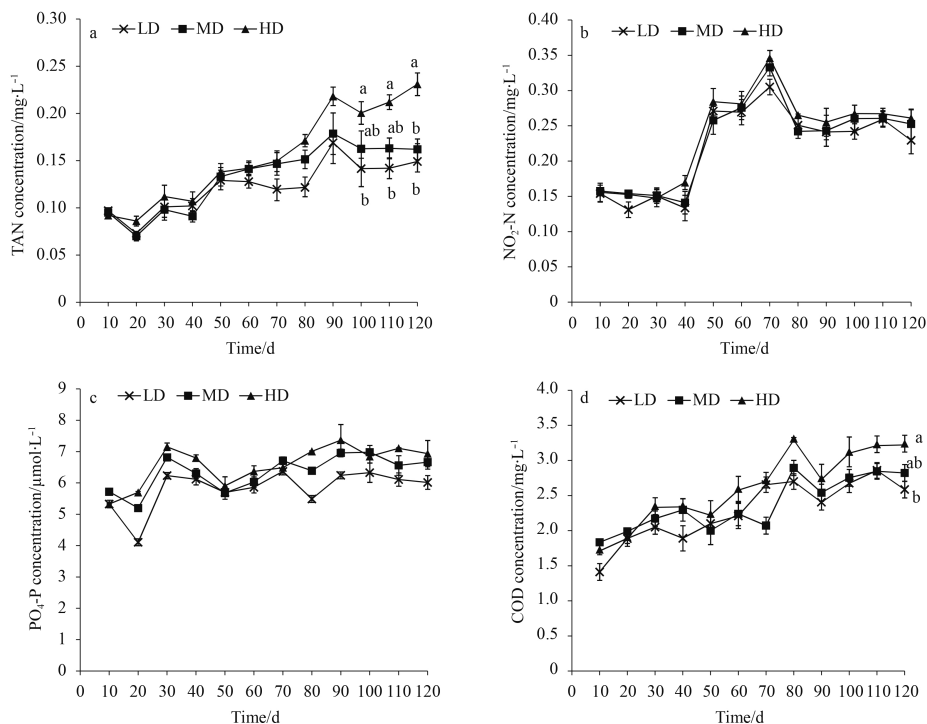 a
LD MD HD
TAN concentration/mg·L⁻¹
0.30
0.25
0.20
0.15
0.10
0.05
0
a a a
ab ab b
b b b
0 10 20 30 40 50 60 70 80 90 100 110 120
Time/d
b
LD MD HD
NO₂-N concentration/mg·L⁻¹
0.40
0.35
0.30
0.25
0.20
0.15
0.10
0.05
0.00
0 10 20 30 40 50 60 70 80 90 100 110 120
Time/d
c
LD MD HD
PO₄-P concentration/μmol·L⁻¹
9
8
7
6
5
4
3
2
1
0
0 10 20 30 40 50 60 70 80 90 100 110 120
Time/d
d
LD MD HD
COD concentration/mg·L⁻¹
4.0
3.5
3.0
2.5
2.0
1.5
1.0
0.5
0
a
ab
b
0 10 20 30 40 50 60 70 80 90 100 110 120
Time/d